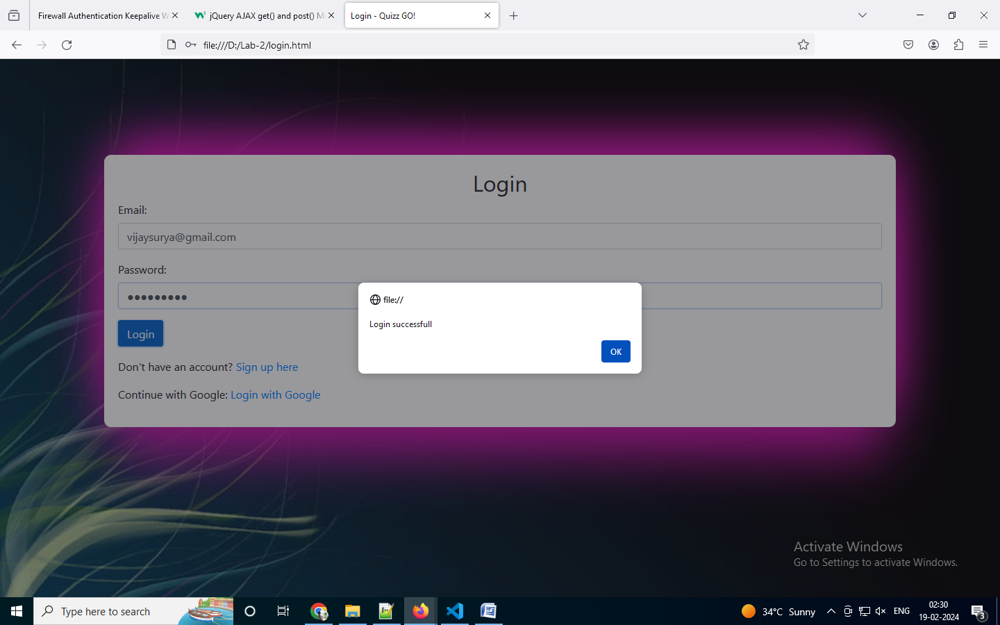 Firewall Authentication Keepalive W
jQuery AJAX get() and post() Me
Login - Quizz GO!
file:///D:/Lab-2/login.html
Login
Email:
vijaysurya@gmail.com
Password:
●●●●●●●●●
file://
Login successfull
OK
Login
Don't have an account? Sign up here
Continue with Google: Login with Google
Activate Windows
Go to Settings to activate Windows.
Type here to search
34°C Sunny
ENG
02:30
19-02-2024
3